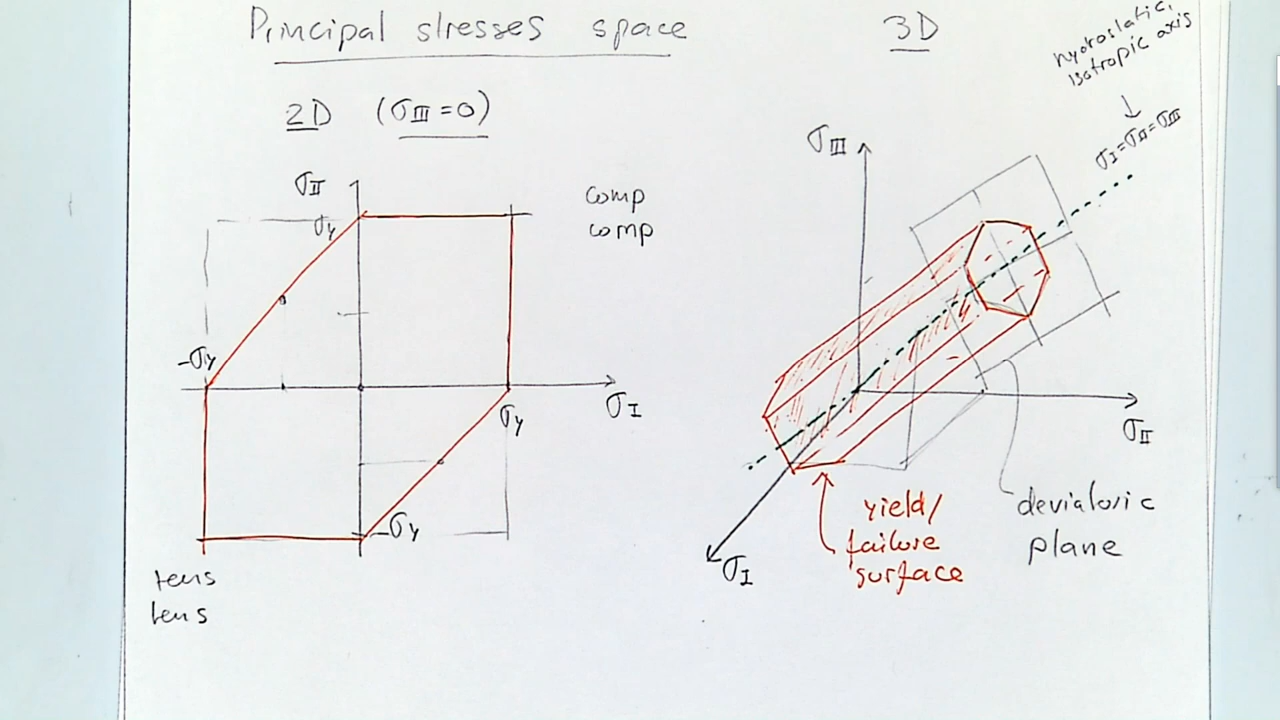 Principal stresses space
3D
hydrostatic,
isotropic axis
2D (σIII=0)
σI=σII=σIII
σIII
σII
comp
comp
σy
-σy
σI
σy
σII
-σy
yield/
failure
surface
deviatoric
plane
σI
tens
tens